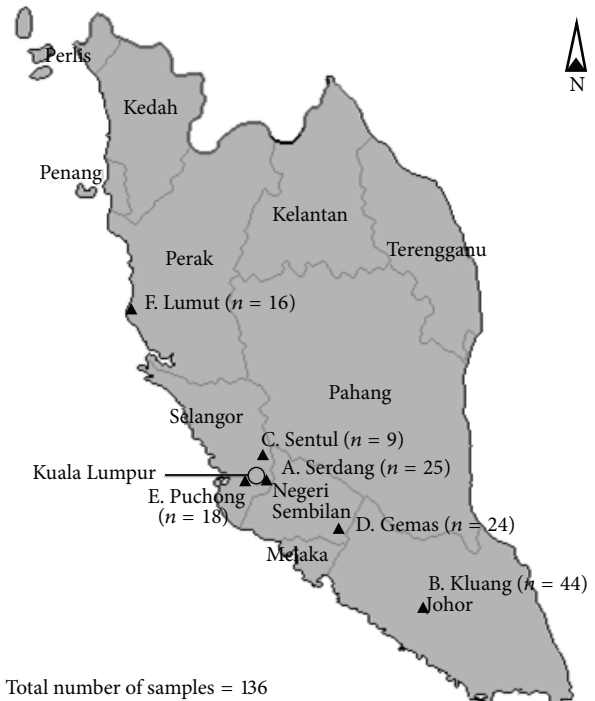 Perlis
N
Kedah
Penang
Kelantan
Terengganu
Perak
F. Lumut (n = 16)
Pahang
Selangor
C. Sentul (n = 9)
Kuala Lumpur
A. Serdang (n = 25)
E. Puchong
(n = 18)
Negeri
Sembilan
D. Gemas (n = 24)
Melaka
B. Kluang (n = 44)
Johor
Total number of samples = 136